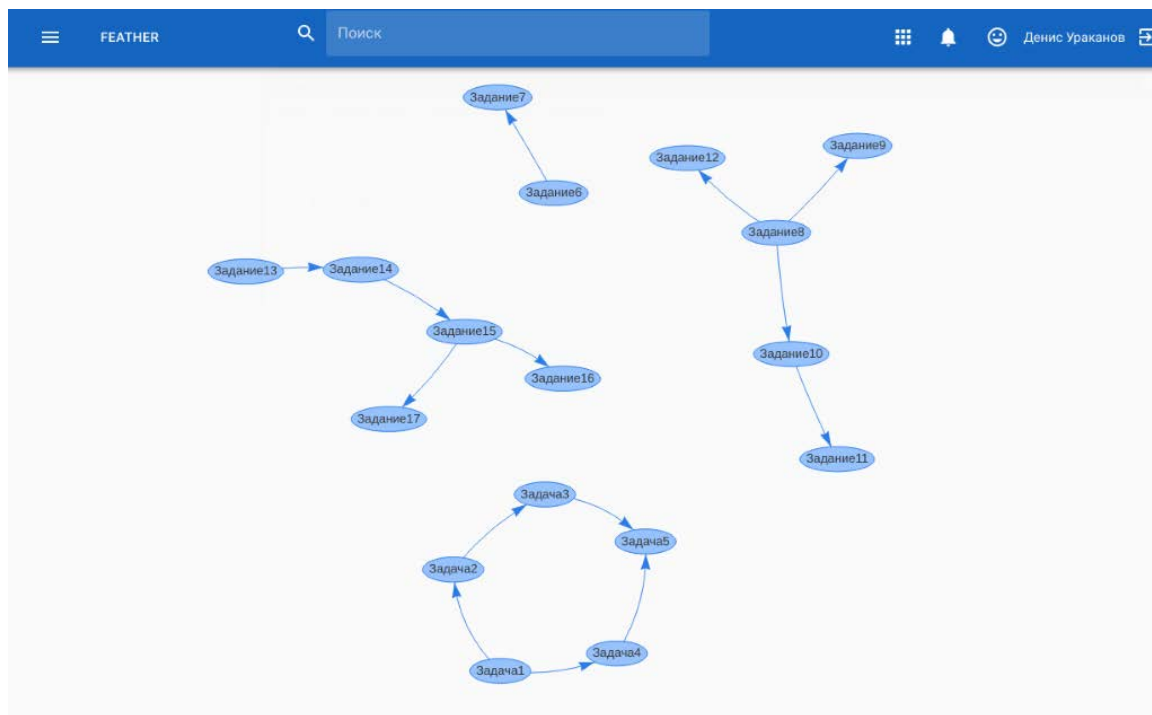 FEATHER
Поиск
Денис Ураканов
Задание7
Задание12
Задание9
Задание6
Задание8
Задание13
Задание14
Задание15
Задание10
Задание16
Задание17
Задание11
Задача3
Задача5
Задача2
Задача4
Задача1